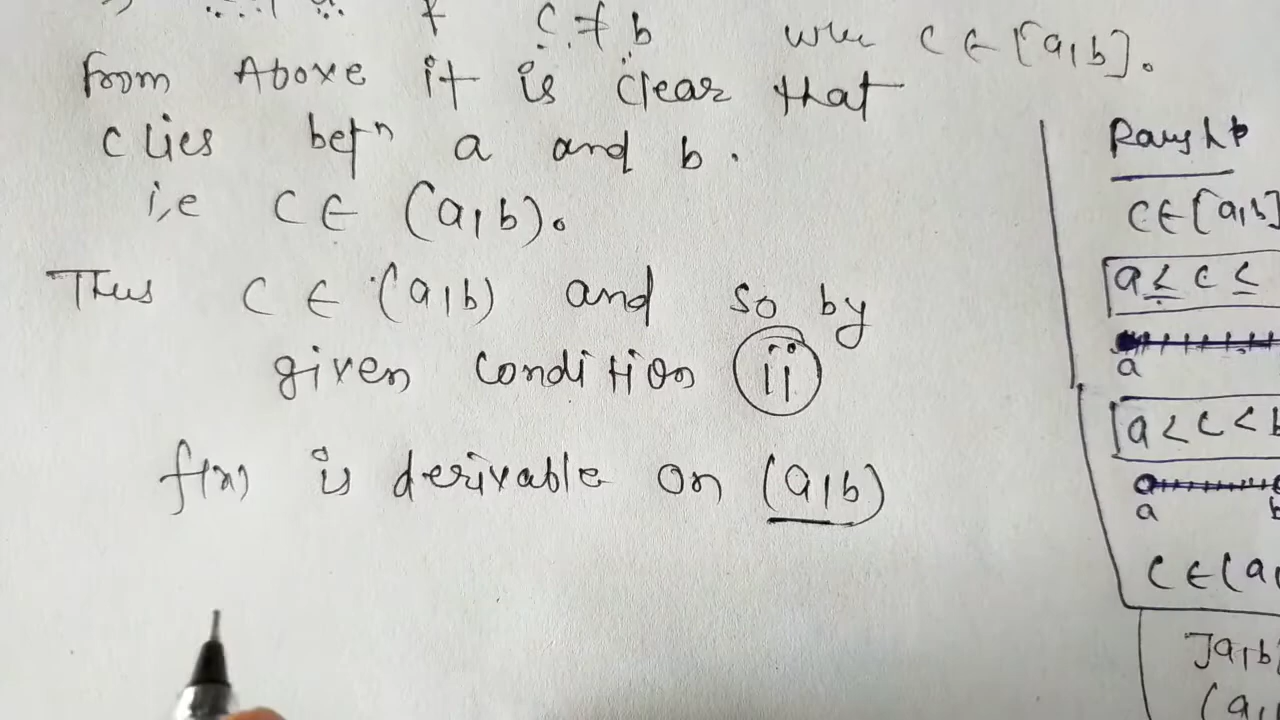 c ≠ b when c ∈ [a,b].
from Above it is clear that
c lies betn a and b.
i,e c ∈ (a,b).
Thus c ∈ (a,b) and so by
given condition (ii)
f(x) is derivable on (a,b)
Rough
c ∈ [a,b]
a ≤ c ≤
a
a < c < b
a b
c ∈ (a,
]a,b
(a,